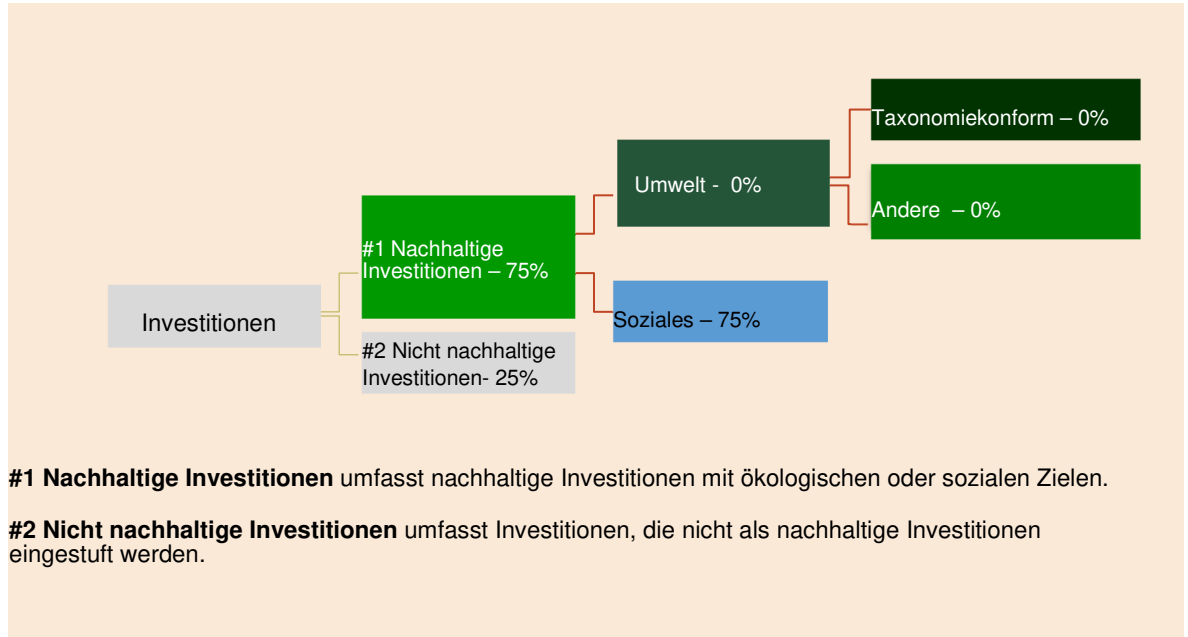 Taxonomiekonform – 0%
Umwelt - 0%
Andere – 0%
#1 Nachhaltige
Investitionen – 75%
Investitionen
Soziales – 75%
#2 Nicht nachhaltige
Investitionen- 25%
#1 Nachhaltige Investitionen umfasst nachhaltige Investitionen mit ökologischen oder sozialen Zielen.
#2 Nicht nachhaltige Investitionen umfasst Investitionen, die nicht als nachhaltige Investitionen
eingestuft werden.